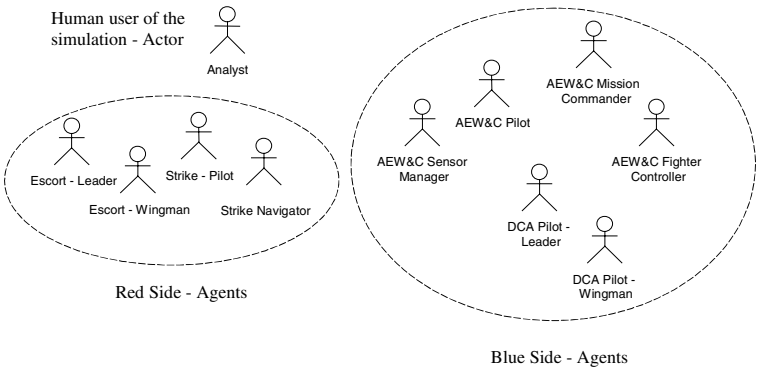 Human user of the
simulation - Actor
Analyst
Escort - Leader
Escort - Wingman
Strike - Pilot
Strike Navigator
Red Side - Agents
AEW&C Mission
Commander
AEW&C Pilot
AEW&C Sensor
Manager
AEW&C Fighter
Controller
DCA Pilot -
Leader
DCA Pilot -
Wingman
Blue Side - Agents